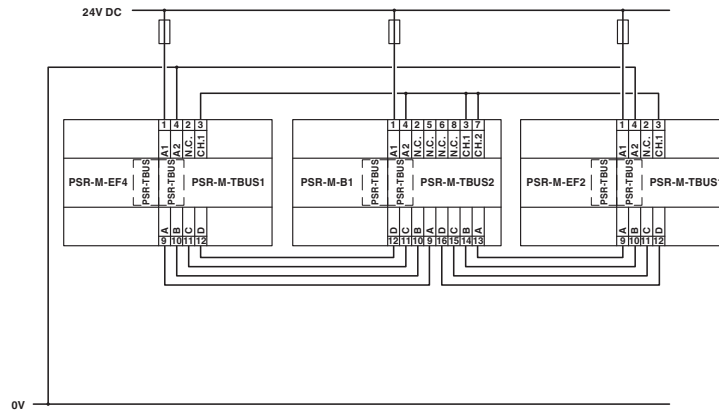 24V DC
1 4 2 3
A1 A2 N.C. CH.1
PSR-M-EF4 PSR-TBUS PSR-TBUS PSR-M-TBUS1
A B C D
9 10 11 12
1 4 2 5 6 8 3 7
A1 A2 N.C. N.C. N.C. N.C. CH.1 CH.2
PSR-M-B1 PSR-TBUS PSR-TBUS PSR-M-TBUS2
D C B A D C B A
12 11 10 9 16 15 14 13
1 4 2 3
A1 A2 N.C. CH.1
PSR-M-EF2 PSR-TBUS PSR-TBUS PSR-M-TBUS1
A B C D
9 10 11 12
0V